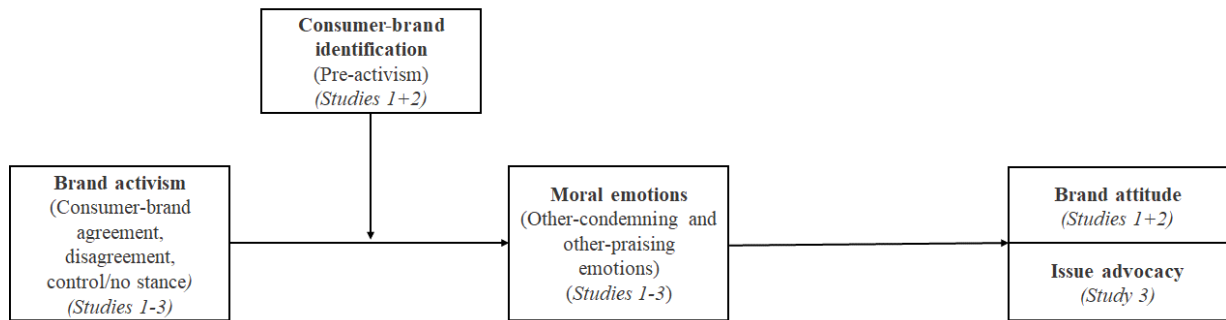 Consumer-brand
identification
(Pre-activism)
(Studies 1+2)
Brand activism
(Consumer-brand
agreement,
disagreement,
control/no stance)
(Studies 1-3)
Moral emotions
(Other-condemning and
other-praising
emotions)
(Studies 1-3)
Brand attitude
(Studies 1+2)
Issue advocacy
(Study 3)